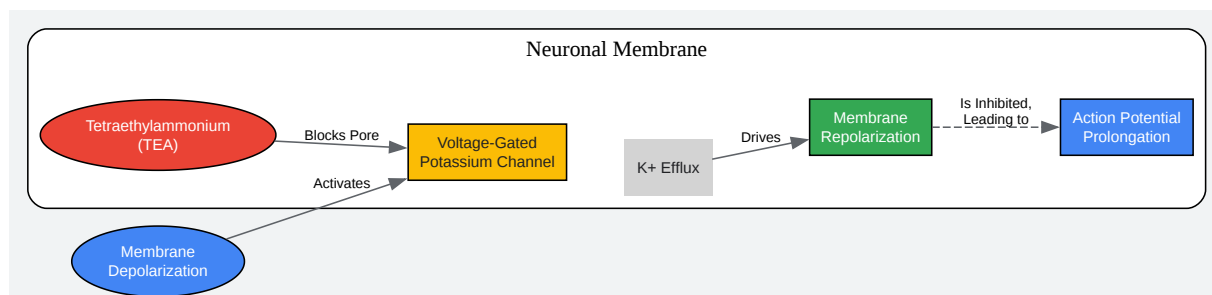 Neuronal Membrane
Tetraethylammonium
(TEA)
Blocks Pore
Voltage-Gated
Potassium Channel
Activates
Membrane
Depolarization
K+ Efflux
Drives
Membrane
Repolarization
Is Inhibited,
Leading to
Action Potential
Prolongation